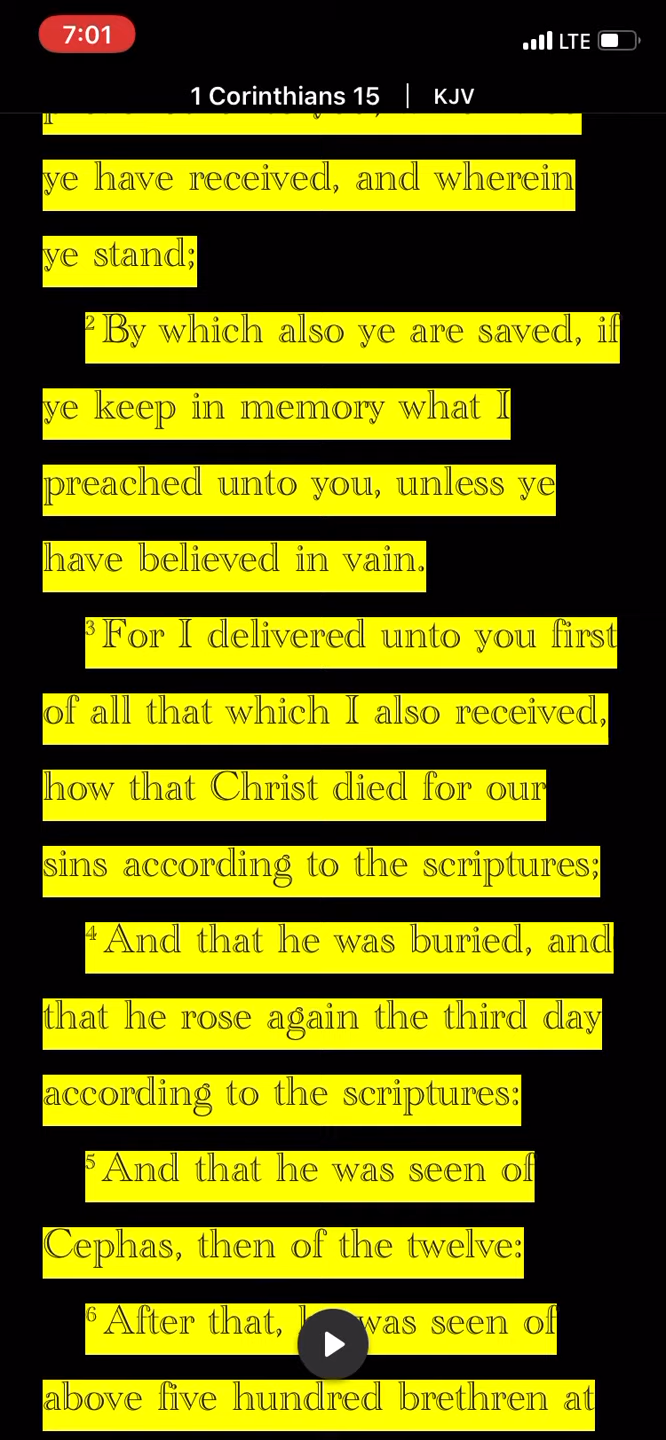 7:01 LTE
1 Corinthians 15 | KJV
ye have received, and wherein
ye stand;
2 By which also ye are saved, if
ye keep in memory what I
preached unto you, unless ye
have believed in vain.
3 For I delivered unto you first
of all that which I also received,
how that Christ died for our
sins according to the scriptures;
4 And that he was buried, and
that he rose again the third day
according to the scriptures:
5 And that he was seen of
Cephas, then of the twelve:
6 After that, was seen of
above five hundred brethren at